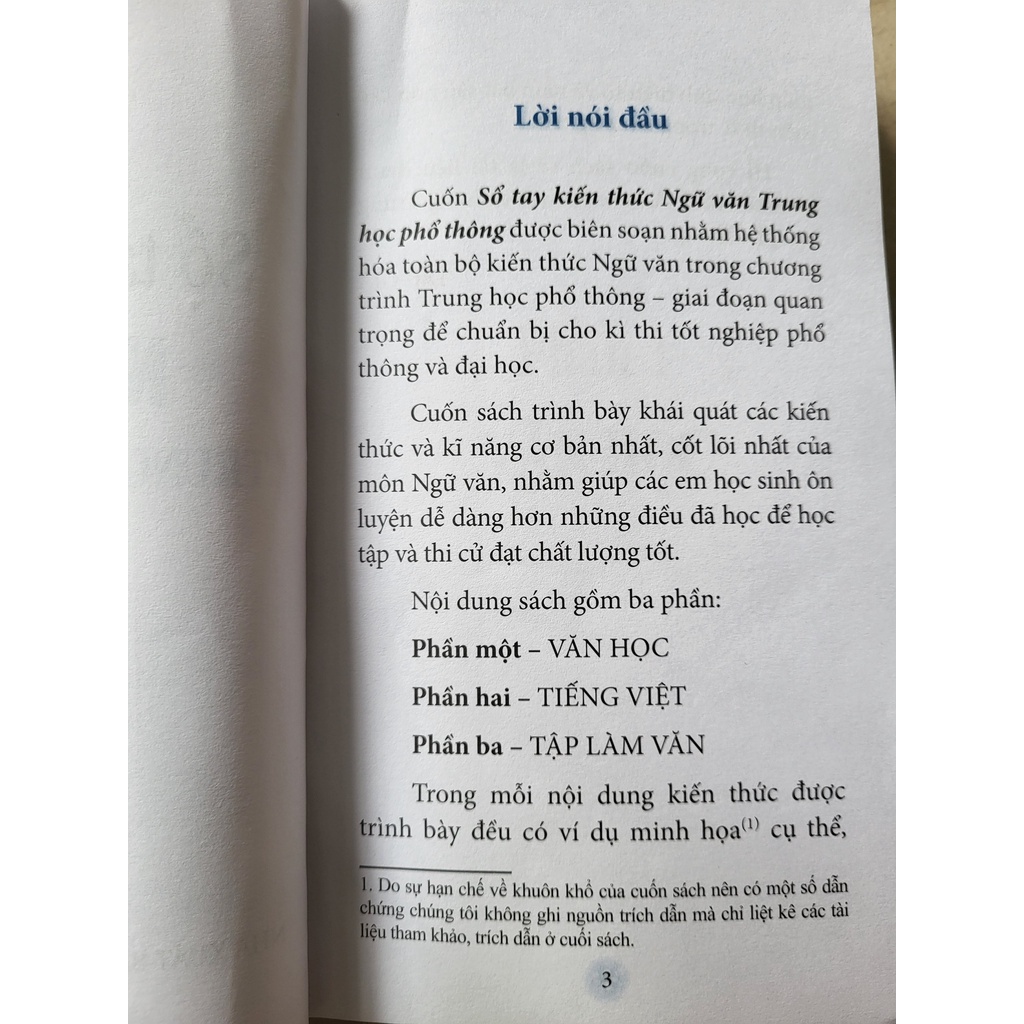 Lời nói đầu
Cuốn Sổ tay kiến thức Ngữ văn Trung
học phổ thông được biên soạn nhằm hệ thống
hóa toàn bộ kiến thức Ngữ văn trong chương
trình Trung học phổ thông – giai đoạn quan
trọng để chuẩn bị cho kì thi tốt nghiệp phổ
thông và đại học.
Cuốn sách trình bày khái quát các kiến
thức và kĩ năng cơ bản nhất, cốt lõi nhất của
môn Ngữ văn, nhằm giúp các em học sinh ôn
luyện dễ dàng hơn những điều đã học để học
tập và thi cử đạt chất lượng tốt.
Nội dung sách gồm ba phần:
Phần một – VĂN HỌC
Phần hai – TIẾNG VIỆT
Phần ba – TẬP LÀM VĂN
Trong mỗi nội dung kiến thức được
trình bày đều có ví dụ minh họa(1) cụ thể,
1. Do sự hạn chế về khuôn khổ của cuốn sách nên có một số dẫn
chứng chúng tôi không ghi nguồn trích dẫn mà chỉ liệt kê các tài
liệu tham khảo, trích dẫn ở cuối sách.
3